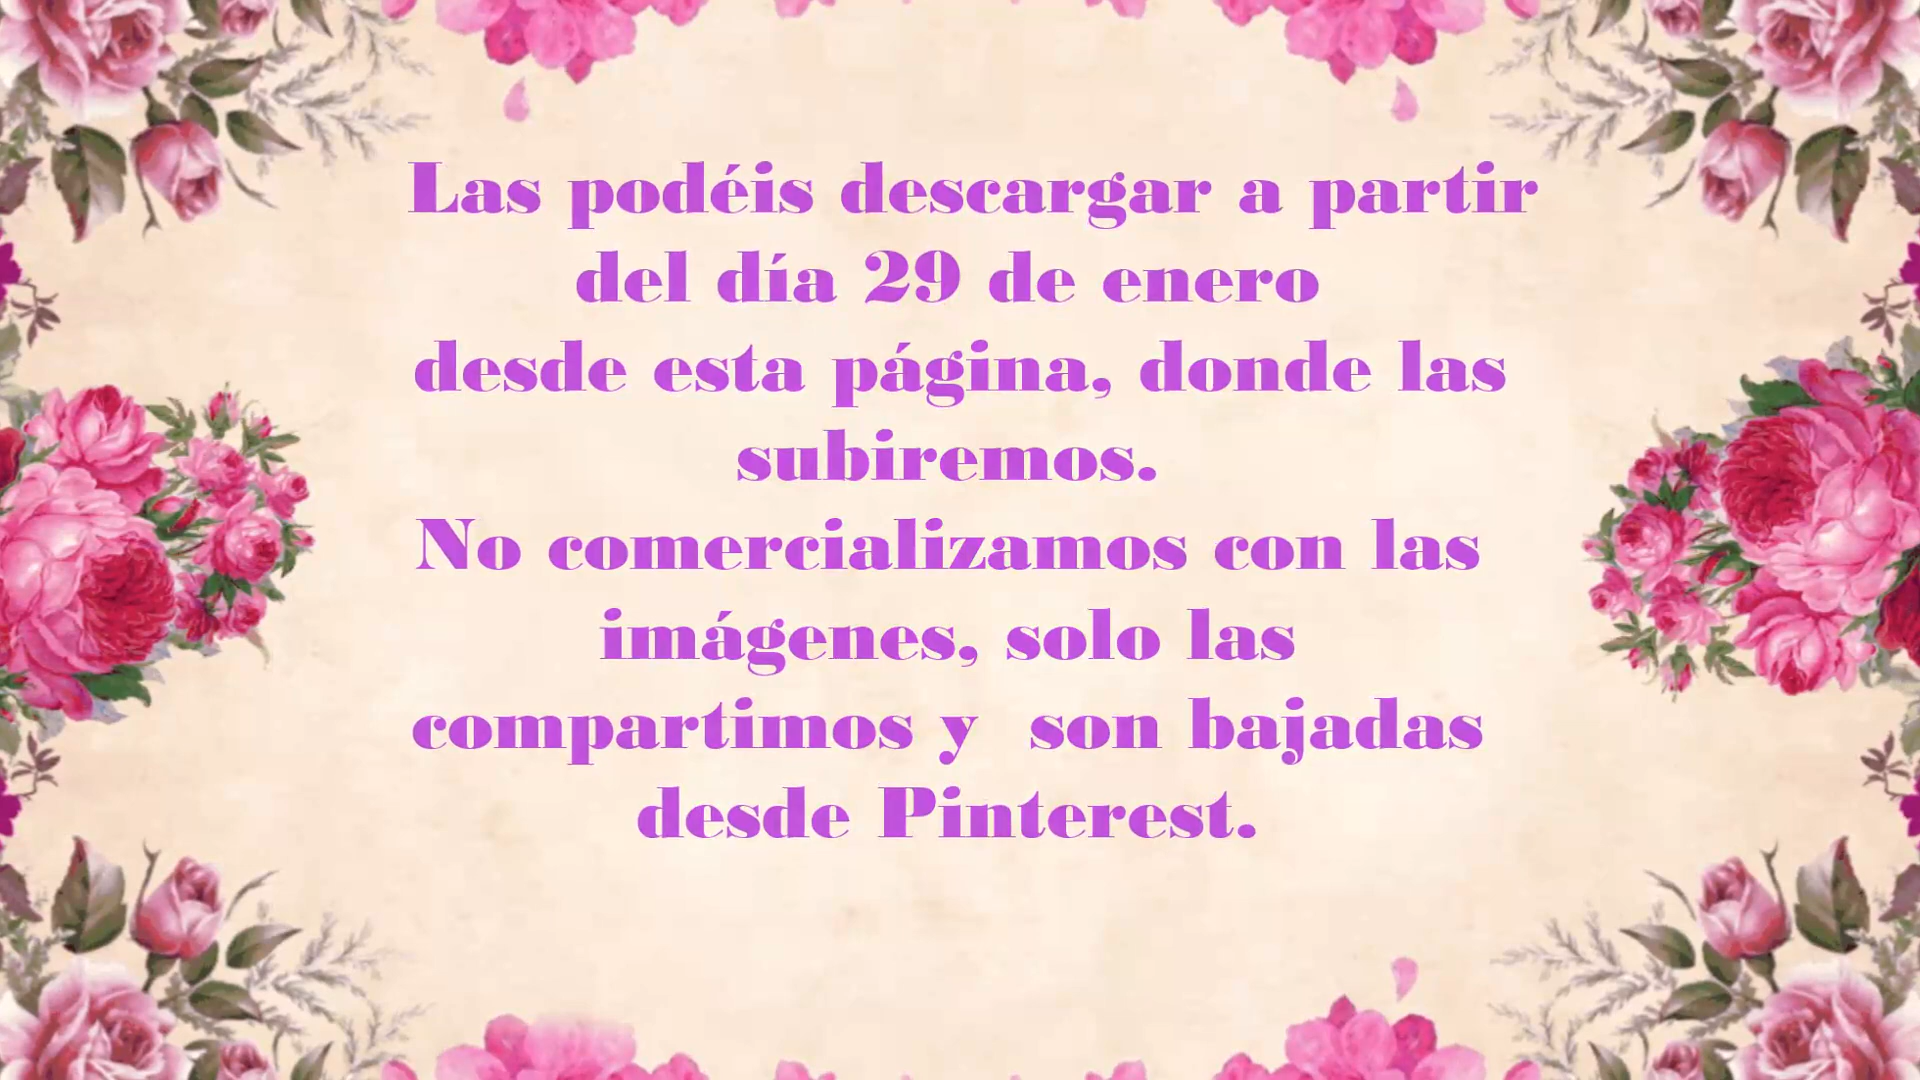 Las podéis descargar a partir
del día 29 de enero
desde esta página, donde las
subiremos.
No comercializamos con las
imágenes, solo las
compartimos y  son bajadas
desde Pinterest.